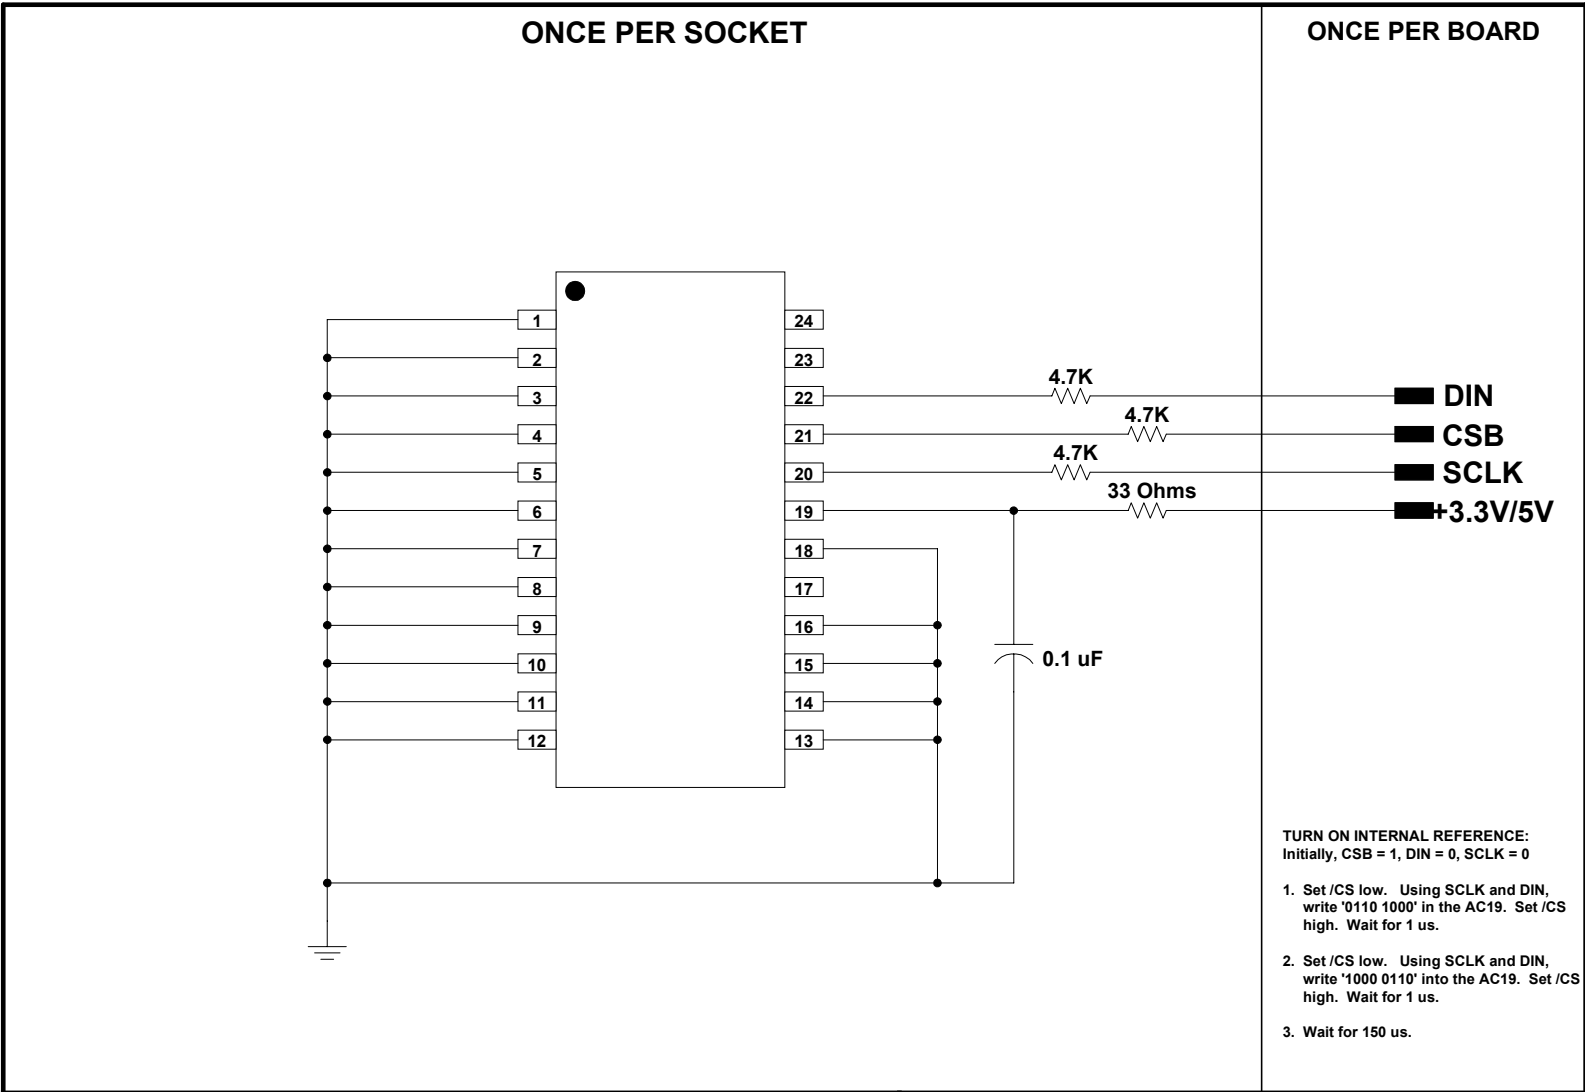 ONCE PER SOCKET
ONCE PER BOARD
1
2
3
4
5
6
7
8
9
10
11
12
24
23
22
21
20
19
18
17
16
15
14
13
4.7K
4.7K
4.7K
33 Ohms
0.1 uF
DIN
CSB
SCLK
+3.3V/5V
TURN ON INTERNAL REFERENCE:
Initially, CSB = 1, DIN = 0, SCLK = 0
1. Set /CS low. Using SCLK and DIN,
write '0110 1000' in the AC19. Set /CS
high. Wait for 1 us.
2. Set /CS low. Using SCLK and DIN,
write '1000 0110' into the AC19. Set /CS
high. Wait for 1 us.
3. Wait for 150 us.